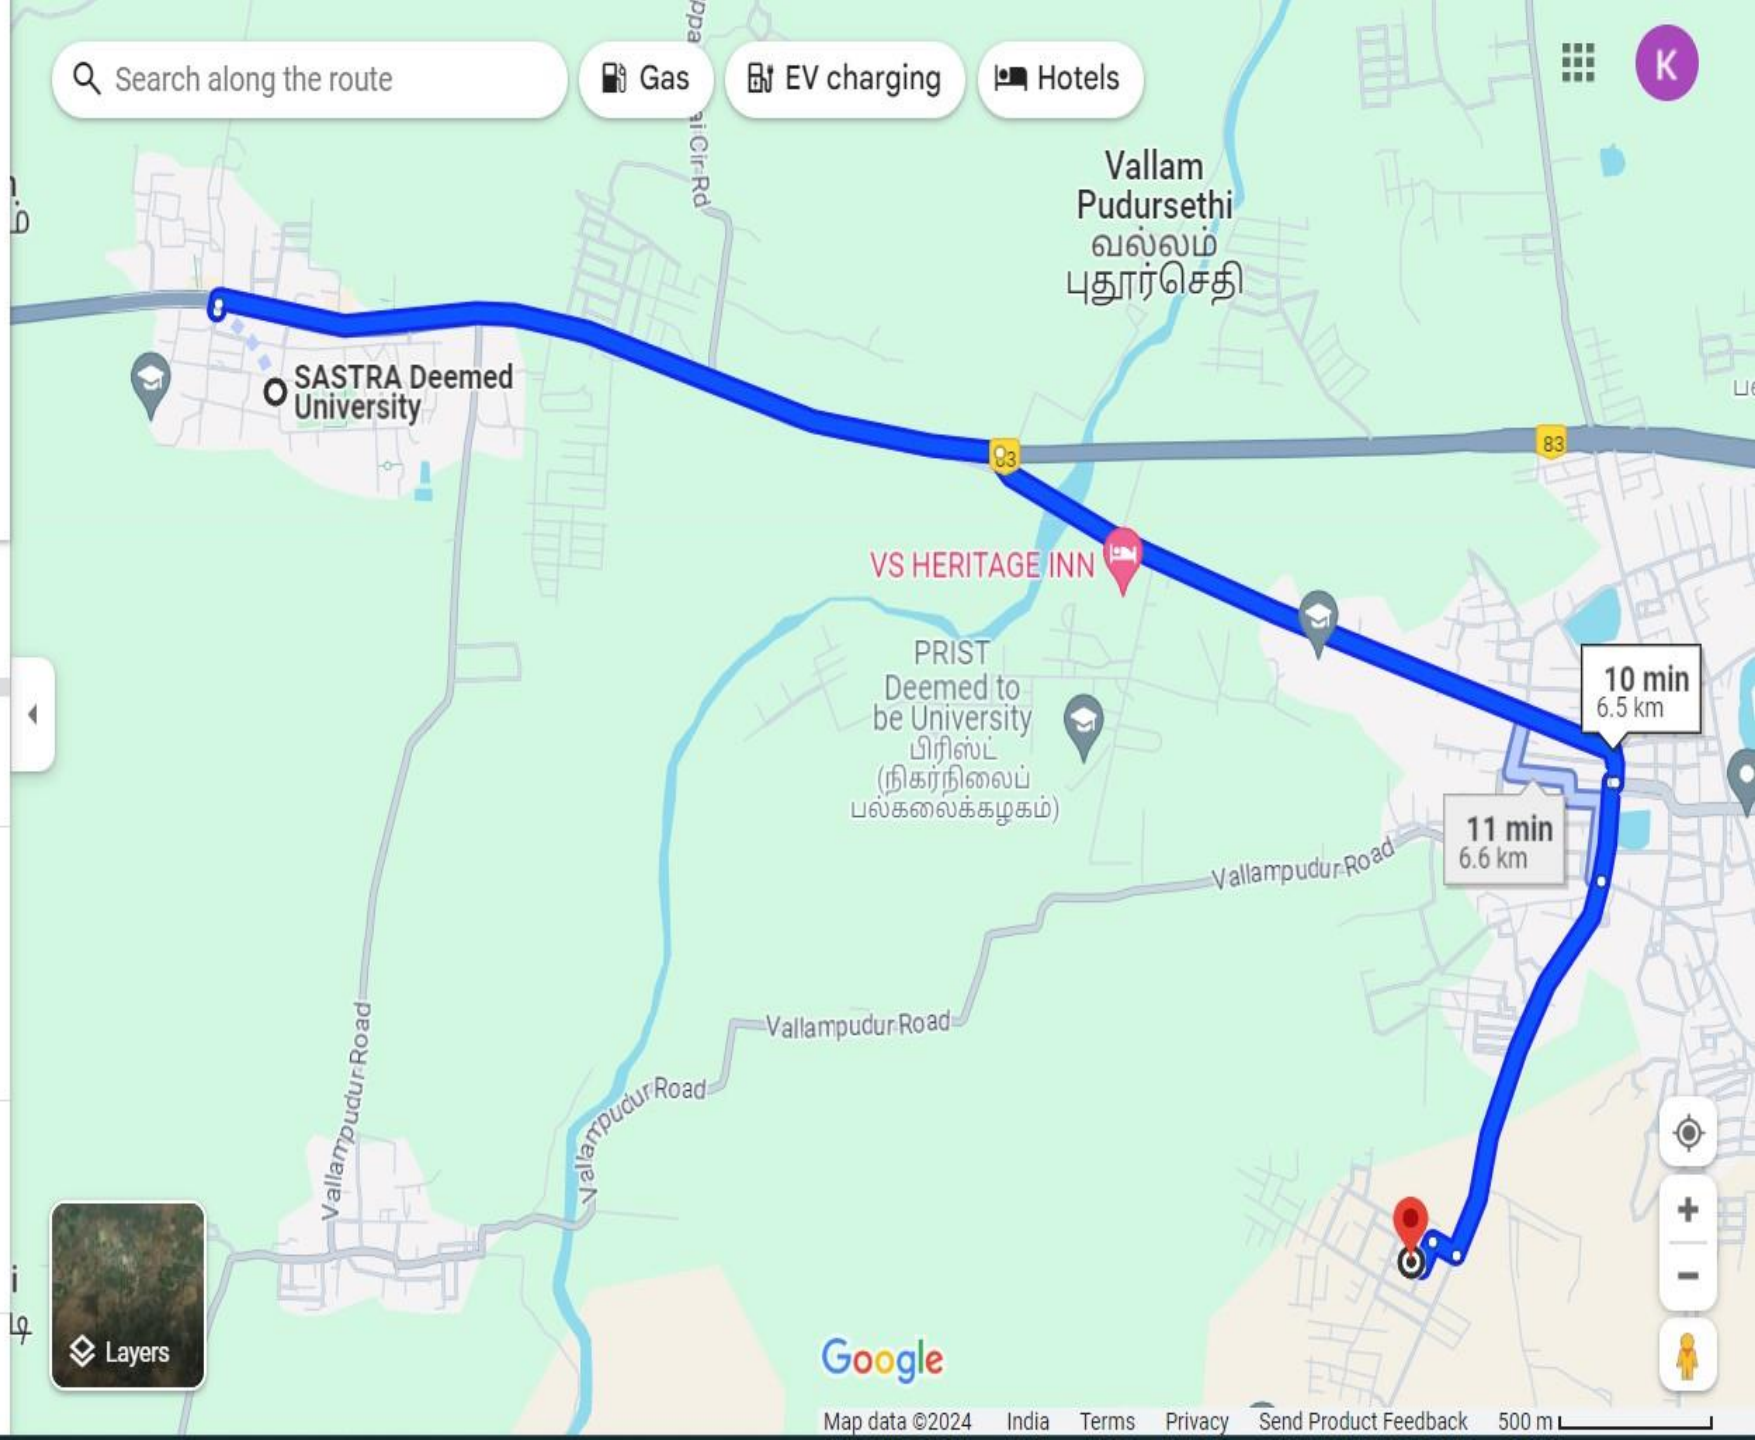 Search along the route
Gas
EV charging
Hotels
K
ai Cir Rd
Vallam
Pudursethi
வல்லம்
புதூர்செதி
SASTRA Deemed
University
83
83
VS HERITAGE INN
PRIST
Deemed to
be University
பிரிஸ்ட்
(நிகர்நிலைப்
பல்கலைக்கழகம்)
10 min
6.5 km
11 min
6.6 km
Vallampudur Road
Vallampudur Road
Vallampudur Road
Vallampudur Road
Layers
Google
Map data ©2024 India Terms Privacy Send Product Feedback 500 m